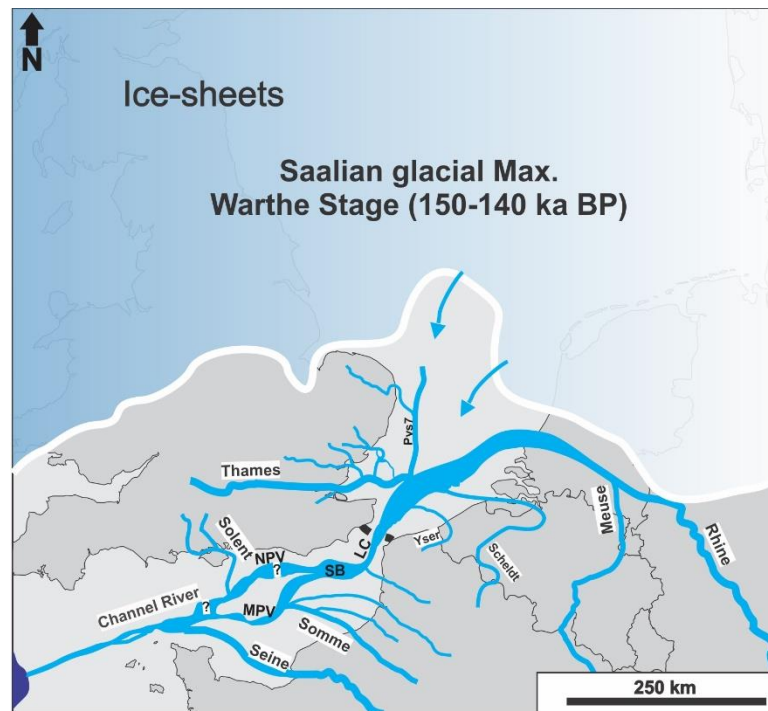 N
Ice-sheets
Saalian glacial Max.
Warthe Stage (150-140 ka BP)
Pvs7
Thames
Meuse
Rhine
Solent
LC
Yser
Scheldt
NPV
?
SB
Channel River
?
MPV
Somme
Seine
250 km